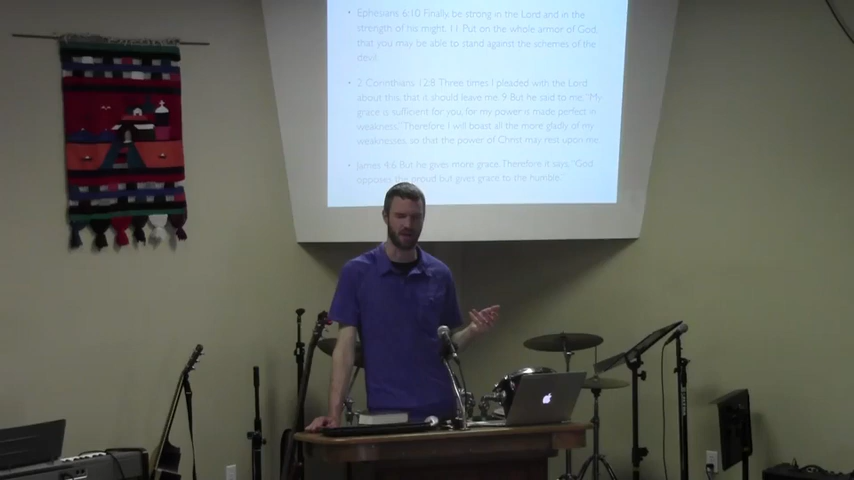 • Ephesians 6:10 Finally, be strong in the Lord and in the
strength of his might. 11 Put on the whole armor of God,
that you may be able to stand against the schemes of the
devil.
• 2 Corinthians 12:8 Three times I pleaded with the Lord
about this, that it should leave me. 9 But he said to me, "My
grace is sufficient for you, for my power is made perfect in
weakness." Therefore I will boast all the more gladly of my
weaknesses, so that the power of Christ may rest upon me.
• James 4:6 But he gives more grace. Therefore it says, "God
opposes the proud but gives grace to the humble."